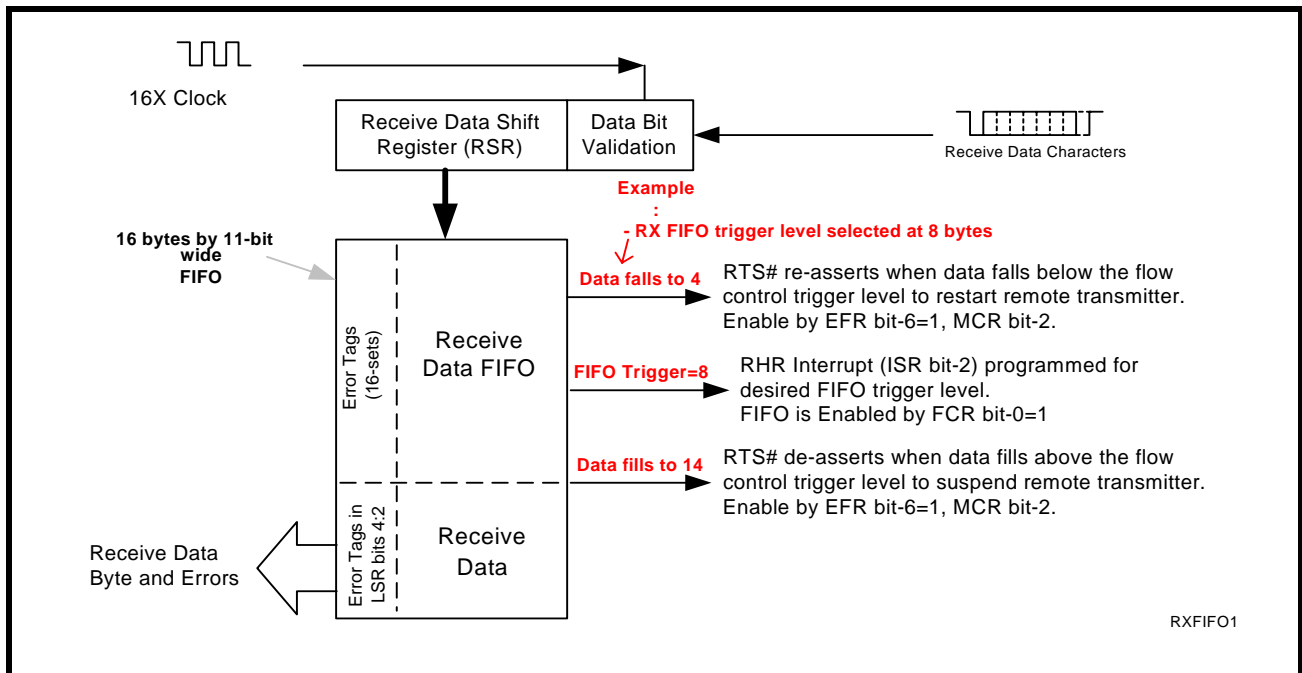 16X Clock
Receive Data Shift
Register (RSR)
Data Bit
Validation
Receive Data Characters
Example
:
- RX FIFO trigger level selected at 8 bytes
16 bytes by 11-bit
wide
FIFO
Error Tags
(16-sets)
Receive
Data FIFO
Data falls to 4
RTS# re-asserts when data falls below the flow
control trigger level to restart remote transmitter.
Enable by EFR bit-6=1, MCR bit-2.
FIFO Trigger=8
RHR Interrupt (ISR bit-2) programmed for
desired FIFO trigger level.
FIFO is Enabled by FCR bit-0=1
Data fills to 14
RTS# de-asserts when data fills above the flow
control trigger level to suspend remote transmitter.
Enable by EFR bit-6=1, MCR bit-2.
Error Tags in
LSR bits 4:2
Receive
Data
Receive Data
Byte and Errors
RXFIFO1